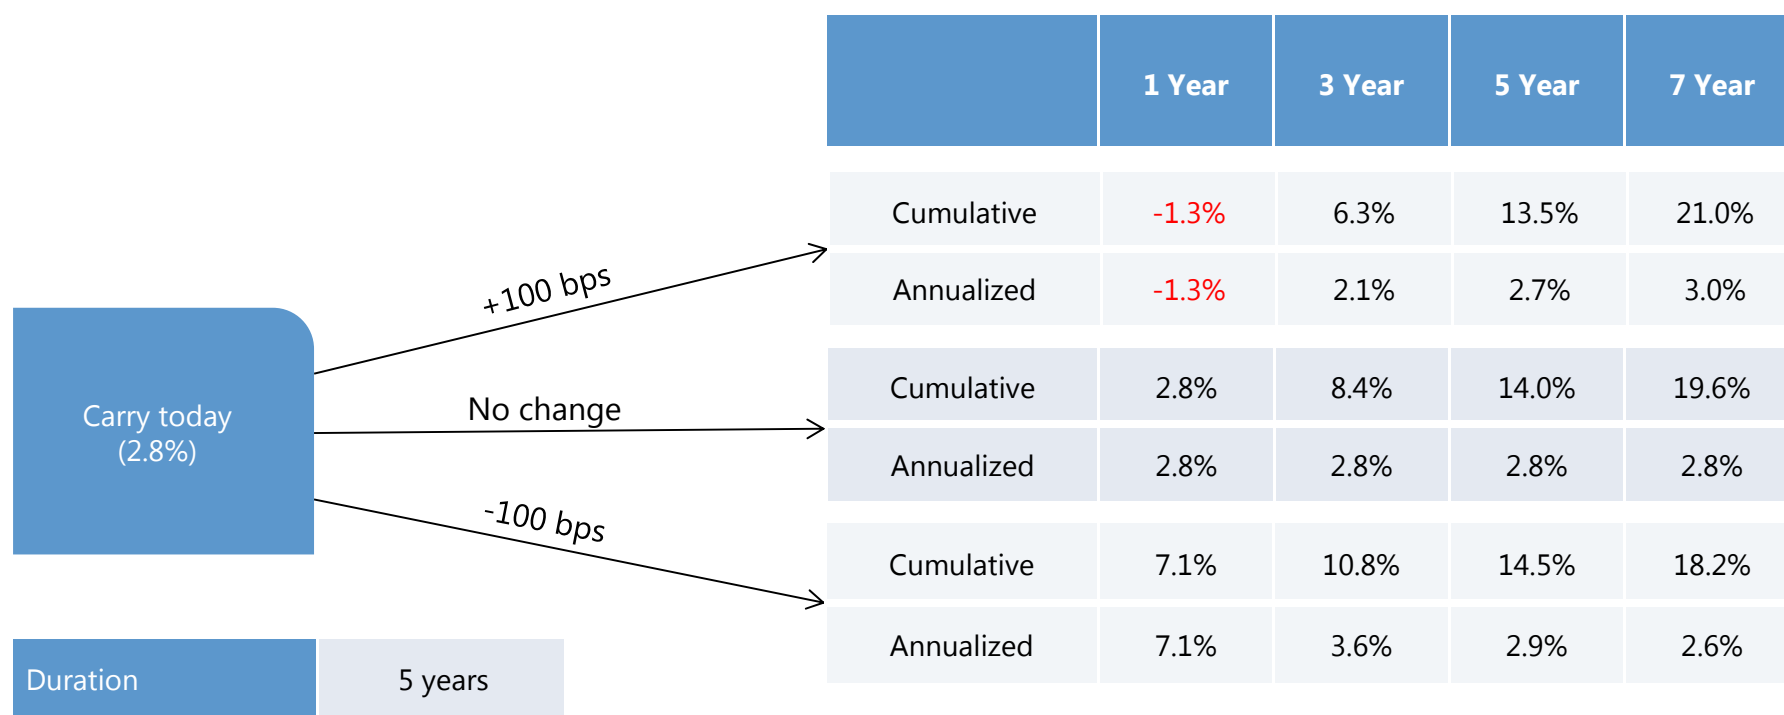 1 Year 3 Year 5 Year 7 Year
Cumulative -1.3% 6.3% 13.5% 21.0%
Annualized -1.3% 2.1% 2.7% 3.0%
+100 bps
Cumulative 2.8% 8.4% 14.0% 19.6%
No change
Carry today
(2.8%)
Annualized 2.8% 2.8% 2.8% 2.8%
-100 bps
Cumulative 7.1% 10.8% 14.5% 18.2%
Annualized 7.1% 3.6% 2.9% 2.6%
Duration 5 years